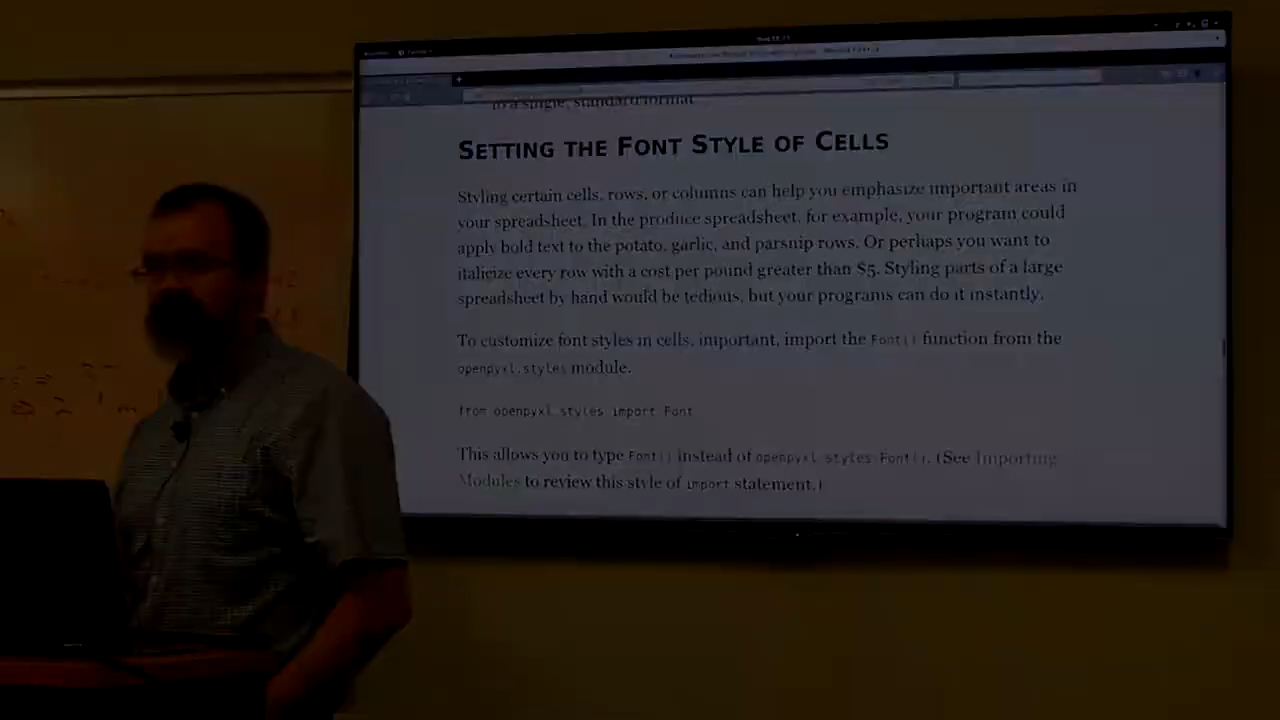 to a single, standard format
SETTING THE FONT STYLE OF CELLS
Styling certain cells, rows, or columns can help you emphasize important areas in
your spreadsheet. In the produce spreadsheet, for example, your program could
apply bold text to the potato, garlic, and parsnip rows. Or perhaps you want to
italicize every row with a cost per pound greater than $5. Styling parts of a large
spreadsheet by hand would be tedious, but your programs can do it instantly.
To customize font styles in cells, important, import the Font() function from the
openpyxl.styles module.
from openpyxl.styles import Font
This allows you to type Font() instead of openpyxl.styles.Font(). (See Importing
Modules to review this style of import statement.)